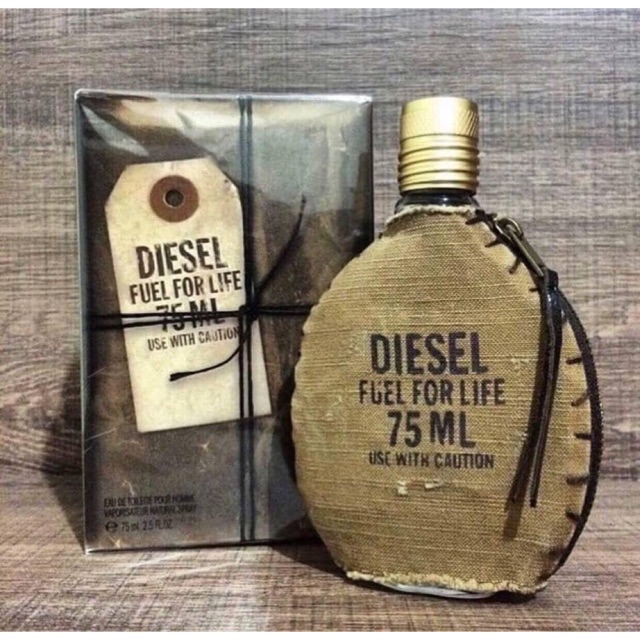 DIESEL
FUEL FOR LIFE
75 ML
USE WITH CAUTION
EAU DE TOILETTE POUR HOMME
VAPORISATEUR NATURAL SPRAY
℮ 75 ml. 2.5 FL.OZ.
DIESEL
FUEL FOR LIFE
75 ML
USE WITH CAUTION